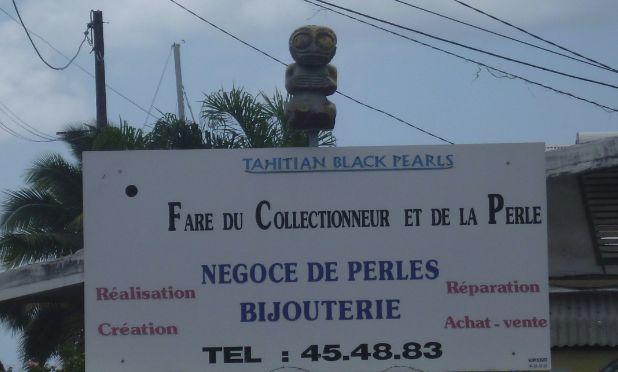 TAHITIAN BLACK PEARLS
FARE DU COLLECTIONNEUR ET DE LA PERLE
NEGOCE DE PERLES
BIJOUTERIE
Réalisation
Création
Réparation
Achat - vente
TEL : 45.48.83